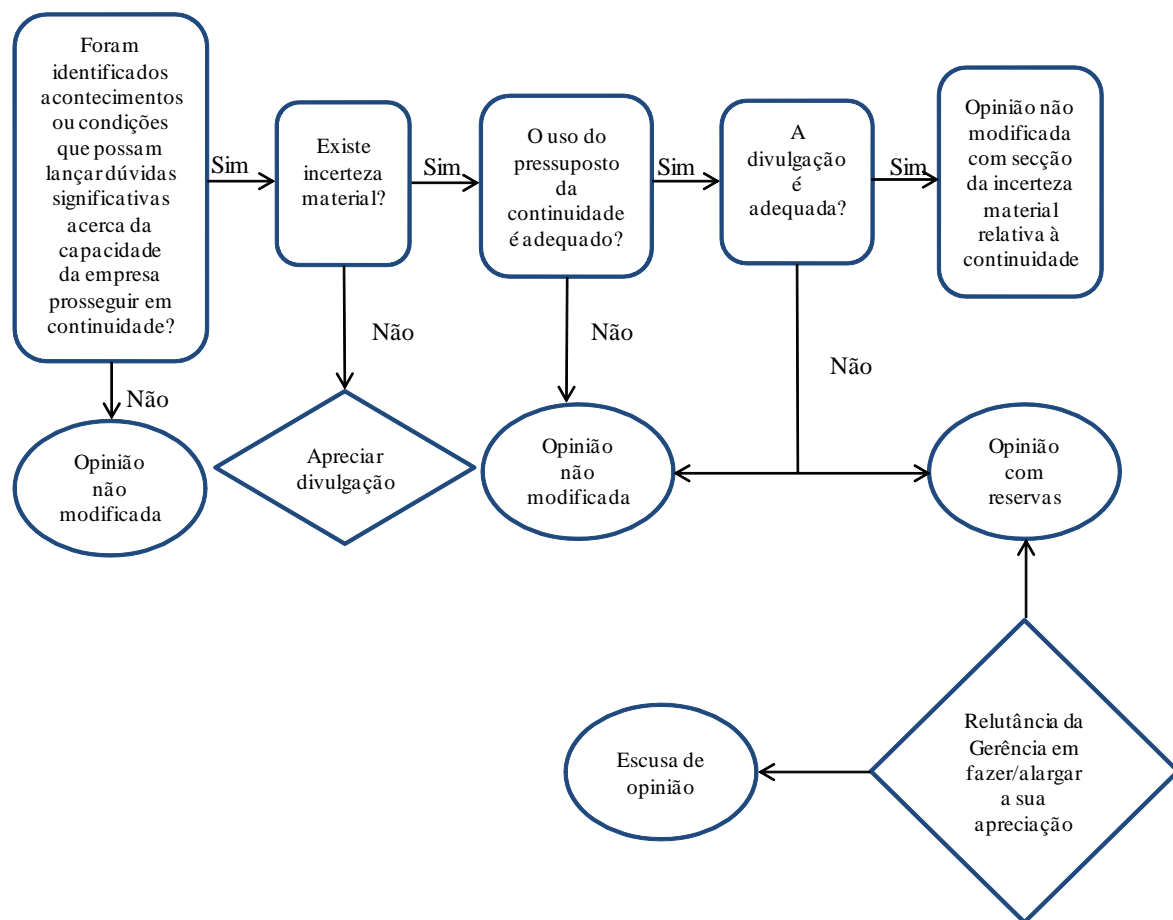 Foram
identificados
acontecimentos
ou condições
que possam
lançar dúvidas
significativas
acerca da
capacidade
da empresa
prosseguir em
continuidade?
Sim
Existe
incerteza
material?
Sim
O uso do
pressuposto
da
continuidade
é adequado?
Sim
A
divulgação
é
adequada?
Sim
Opinião não
modificada
com secção
da incerteza
material
relativa à
continuidade
Não
Não
Não
Não
Opinião
não
modificada
Apreciar
divulgação
Opinião
não
modificada
Opinião
com
reservas
Escusa de
opinião
Relutância da
Gerência em
fazer/alargar
a sua
apreciação